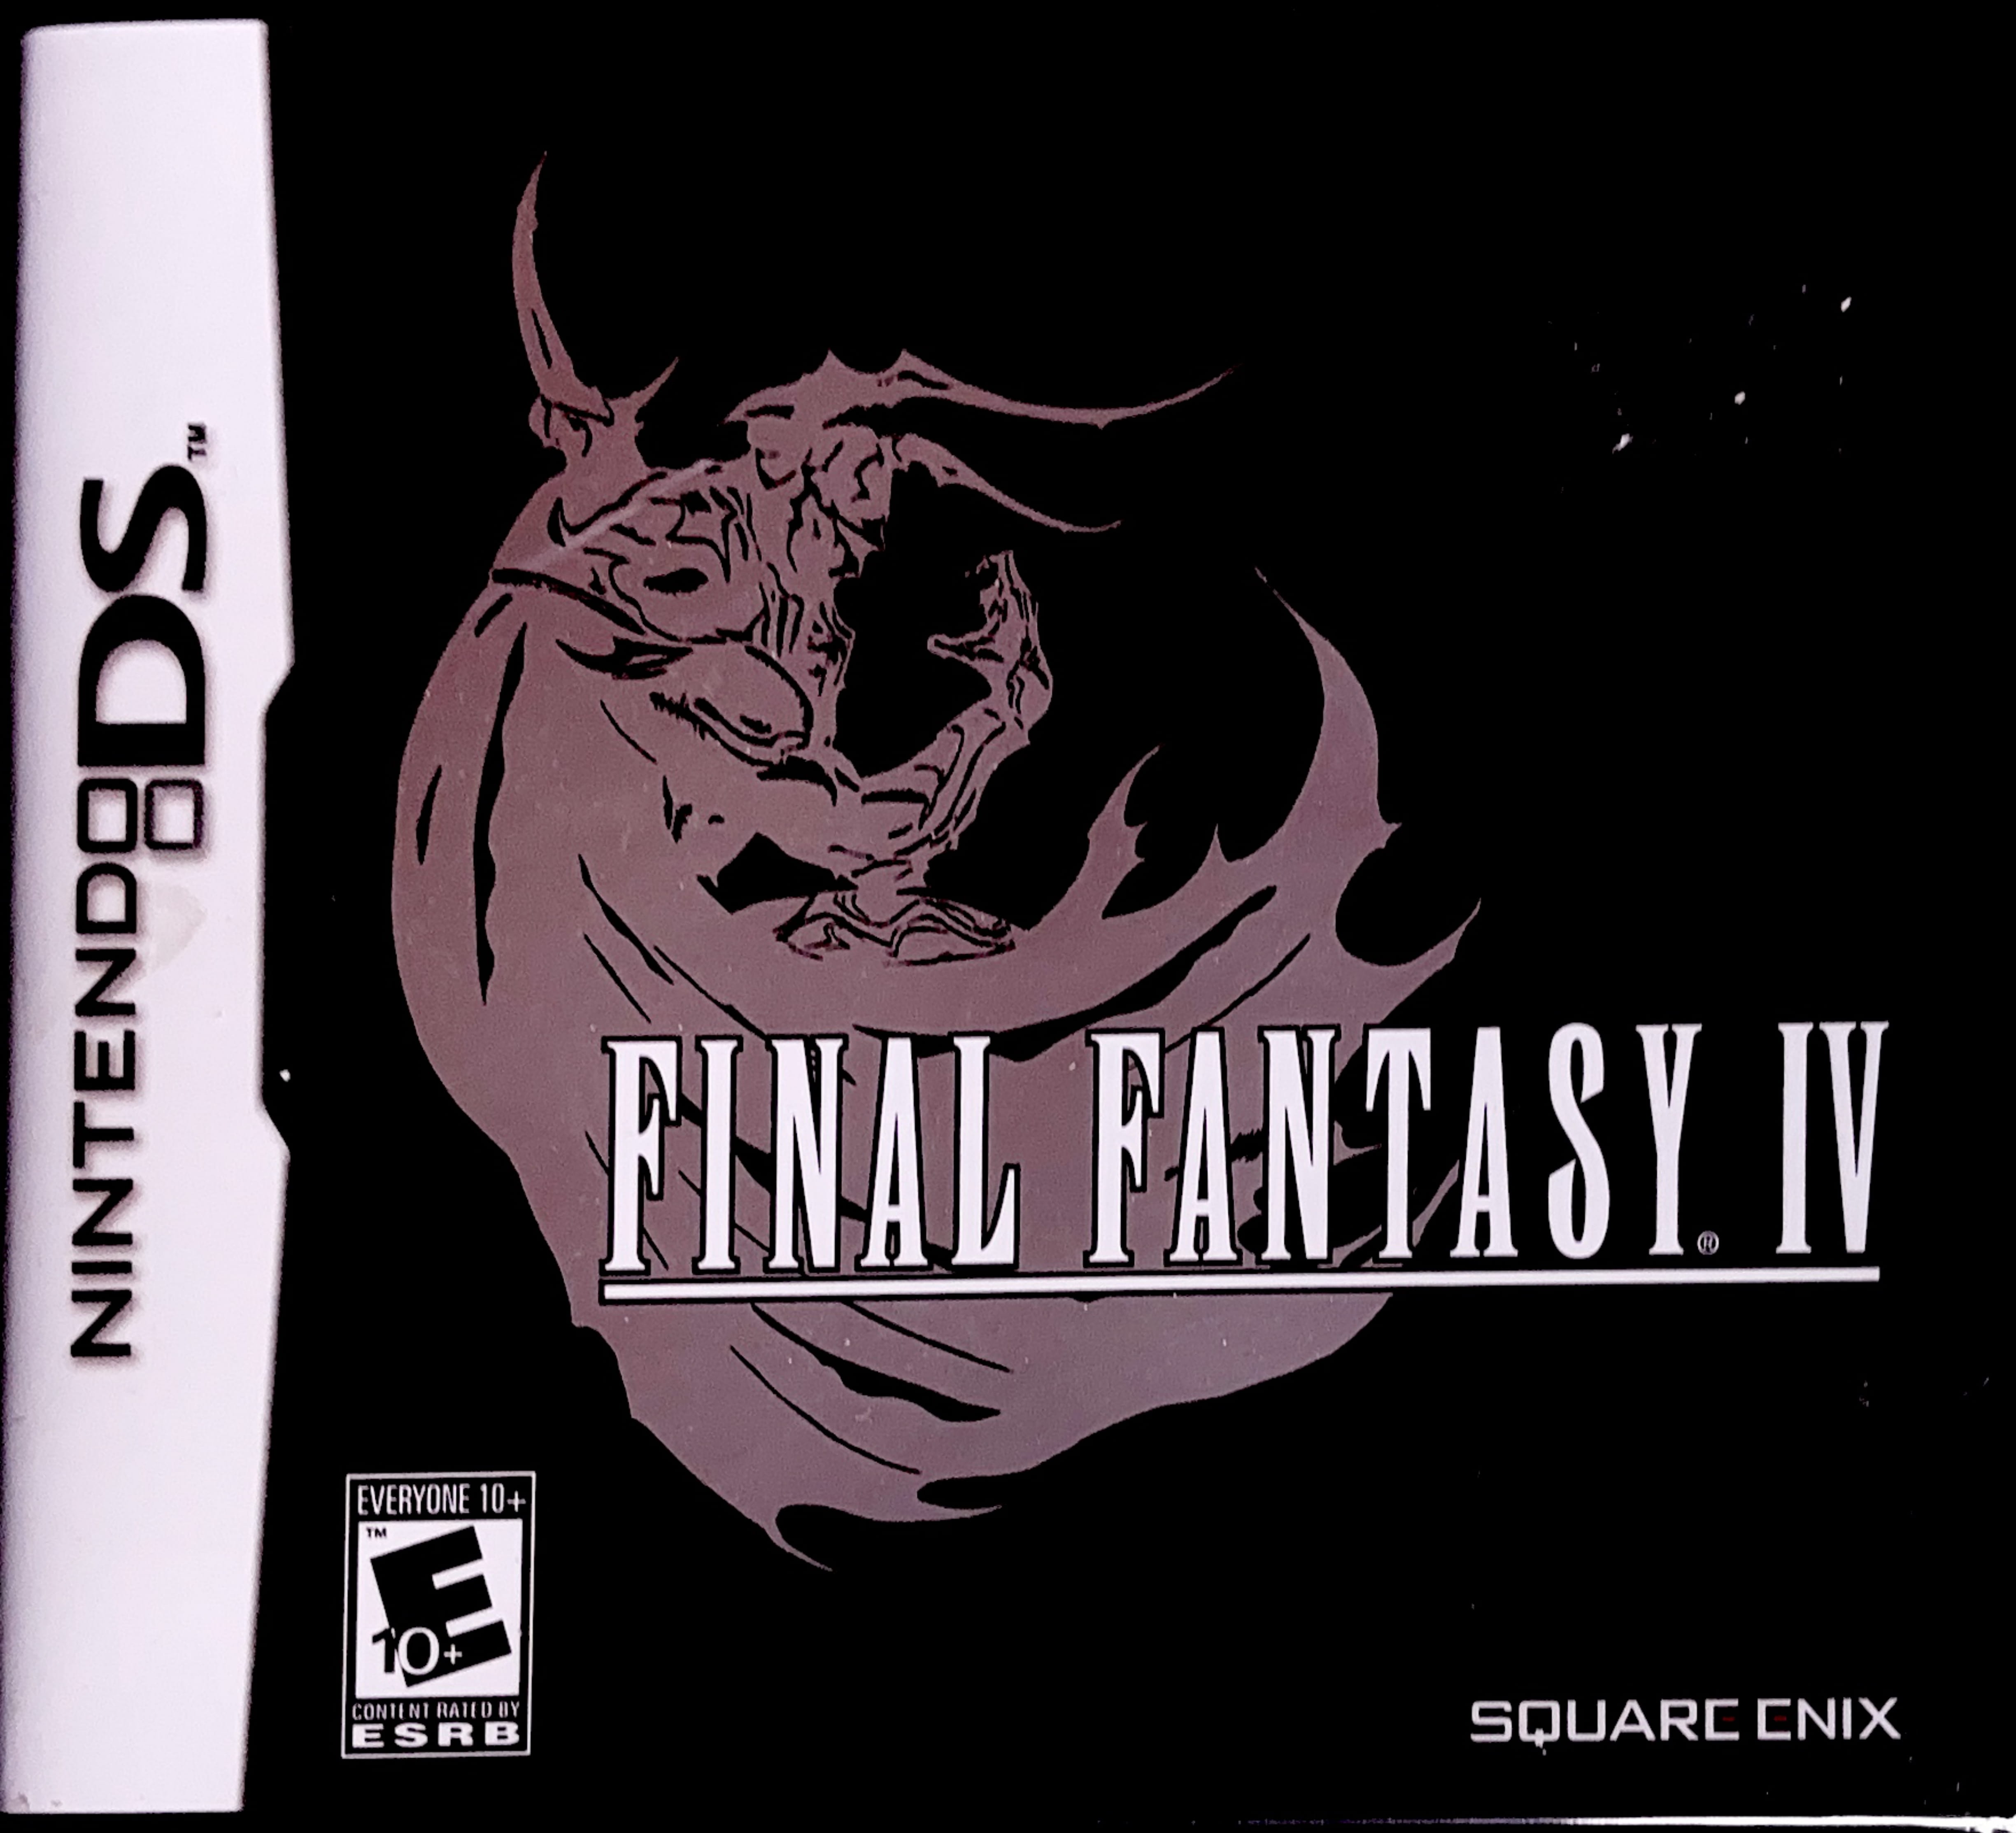 NINTENDO DS™
FINAL FANTASY® IV
EVERYONE 10+
™
E
10+
CONTENT RATED BY
ESRB
SQUARE ENIX